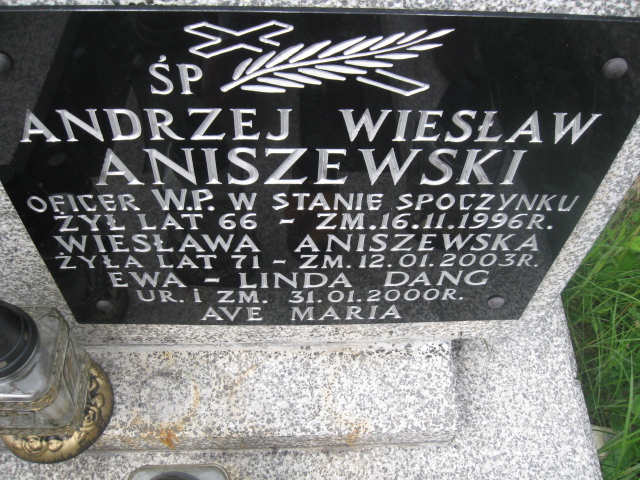 ŚP
ANDRZEJ WIESŁAW
ANISZEWSKI
OFICER W.P. W STANIE SPOCZYNKU
ŻYŁ LAT 66 - ZM. 16.11.1996R.
WIESŁAWA ANISZEWSKA
ŻYŁA LAT 71 - ZM. 12.01.2003R.
EWA - LINDA DANG
UR. I ZM. 31.01.2000R.
AVE MARIA